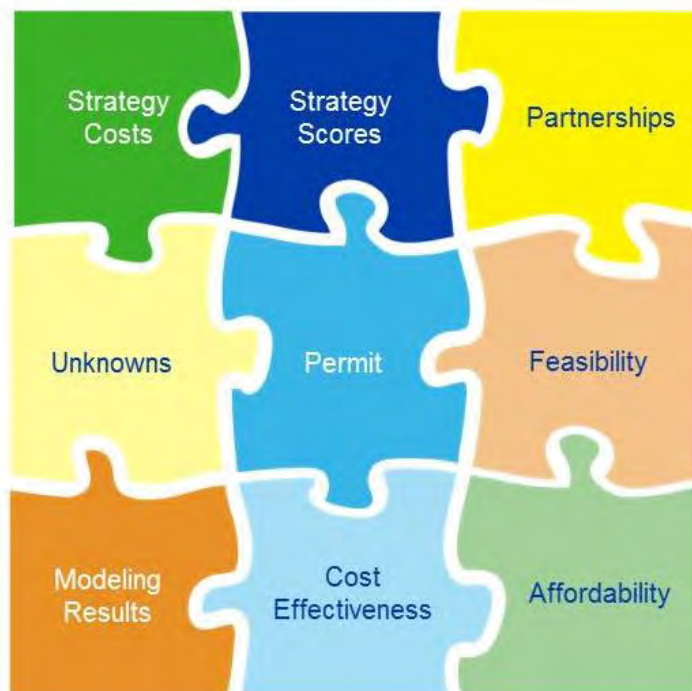 Strategy
Costs
Strategy
Scores
Partnerships
Unknowns
Permit
Feasibility
Modeling
Results
Cost
Effectiveness
Affordability